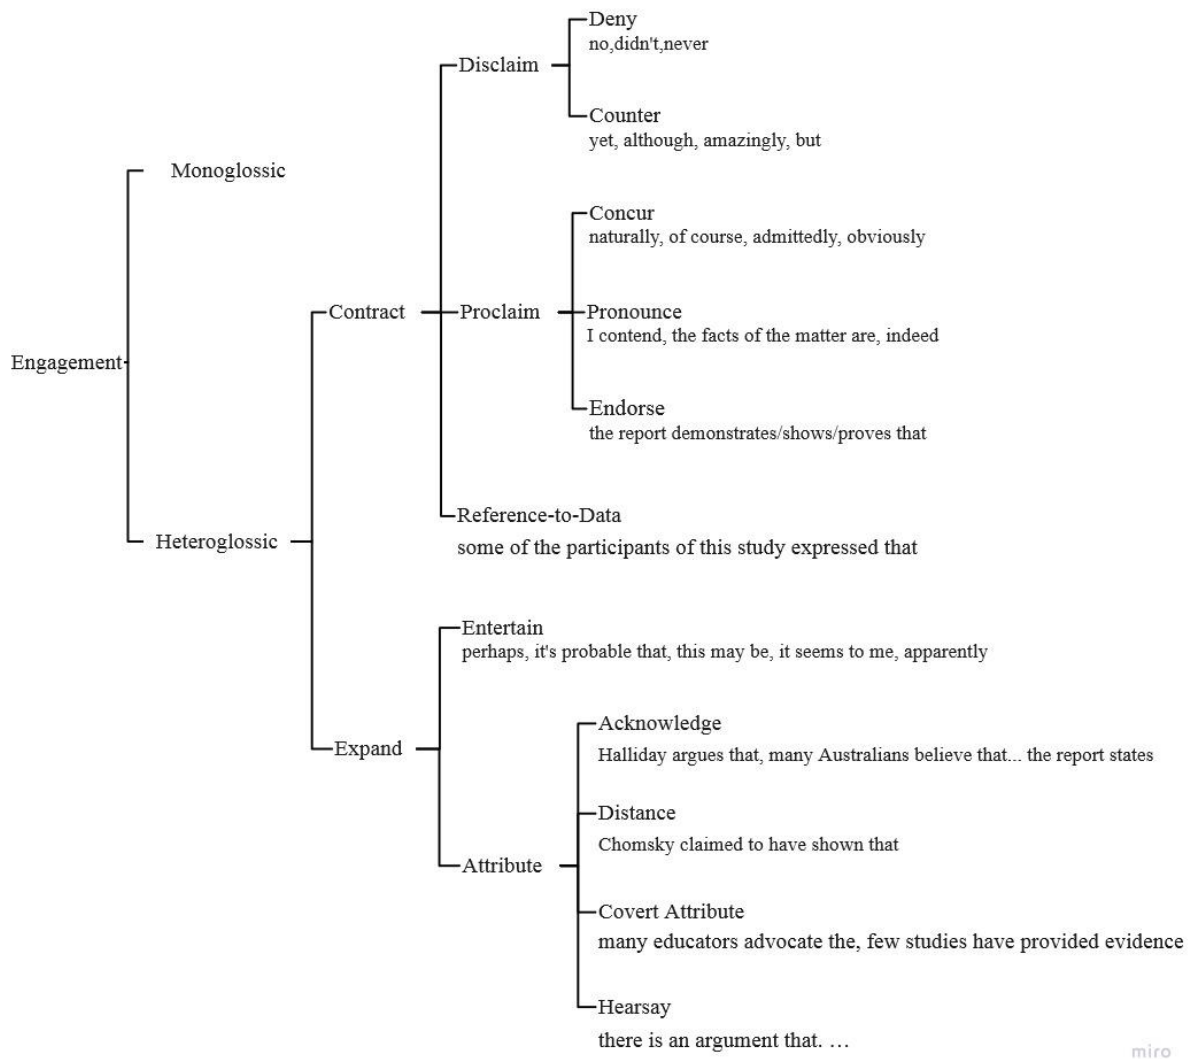 Deny
no,didn't,never
Disclaim
Counter
yet, although, amazingly, but
Monoglossic
Concur
naturally, of course, admittedly, obviously
Contract
Proclaim
Pronounce
I contend, the facts of the matter are, indeed
Engagement
Endorse
the report demonstrates/shows/proves that
Reference-to-Data
some of the participants of this study expressed that
Heteroglossic
Entertain
perhaps, it's probable that, this may be, it seems to me, apparently
Acknowledge
Halliday argues that, many Australians believe that... the report states
Expand
Distance
Chomsky claimed to have shown that
Attribute
Covert Attribute
many educators advocate the, few studies have provided evidence
Hearsay
there is an argument that. ...
miro